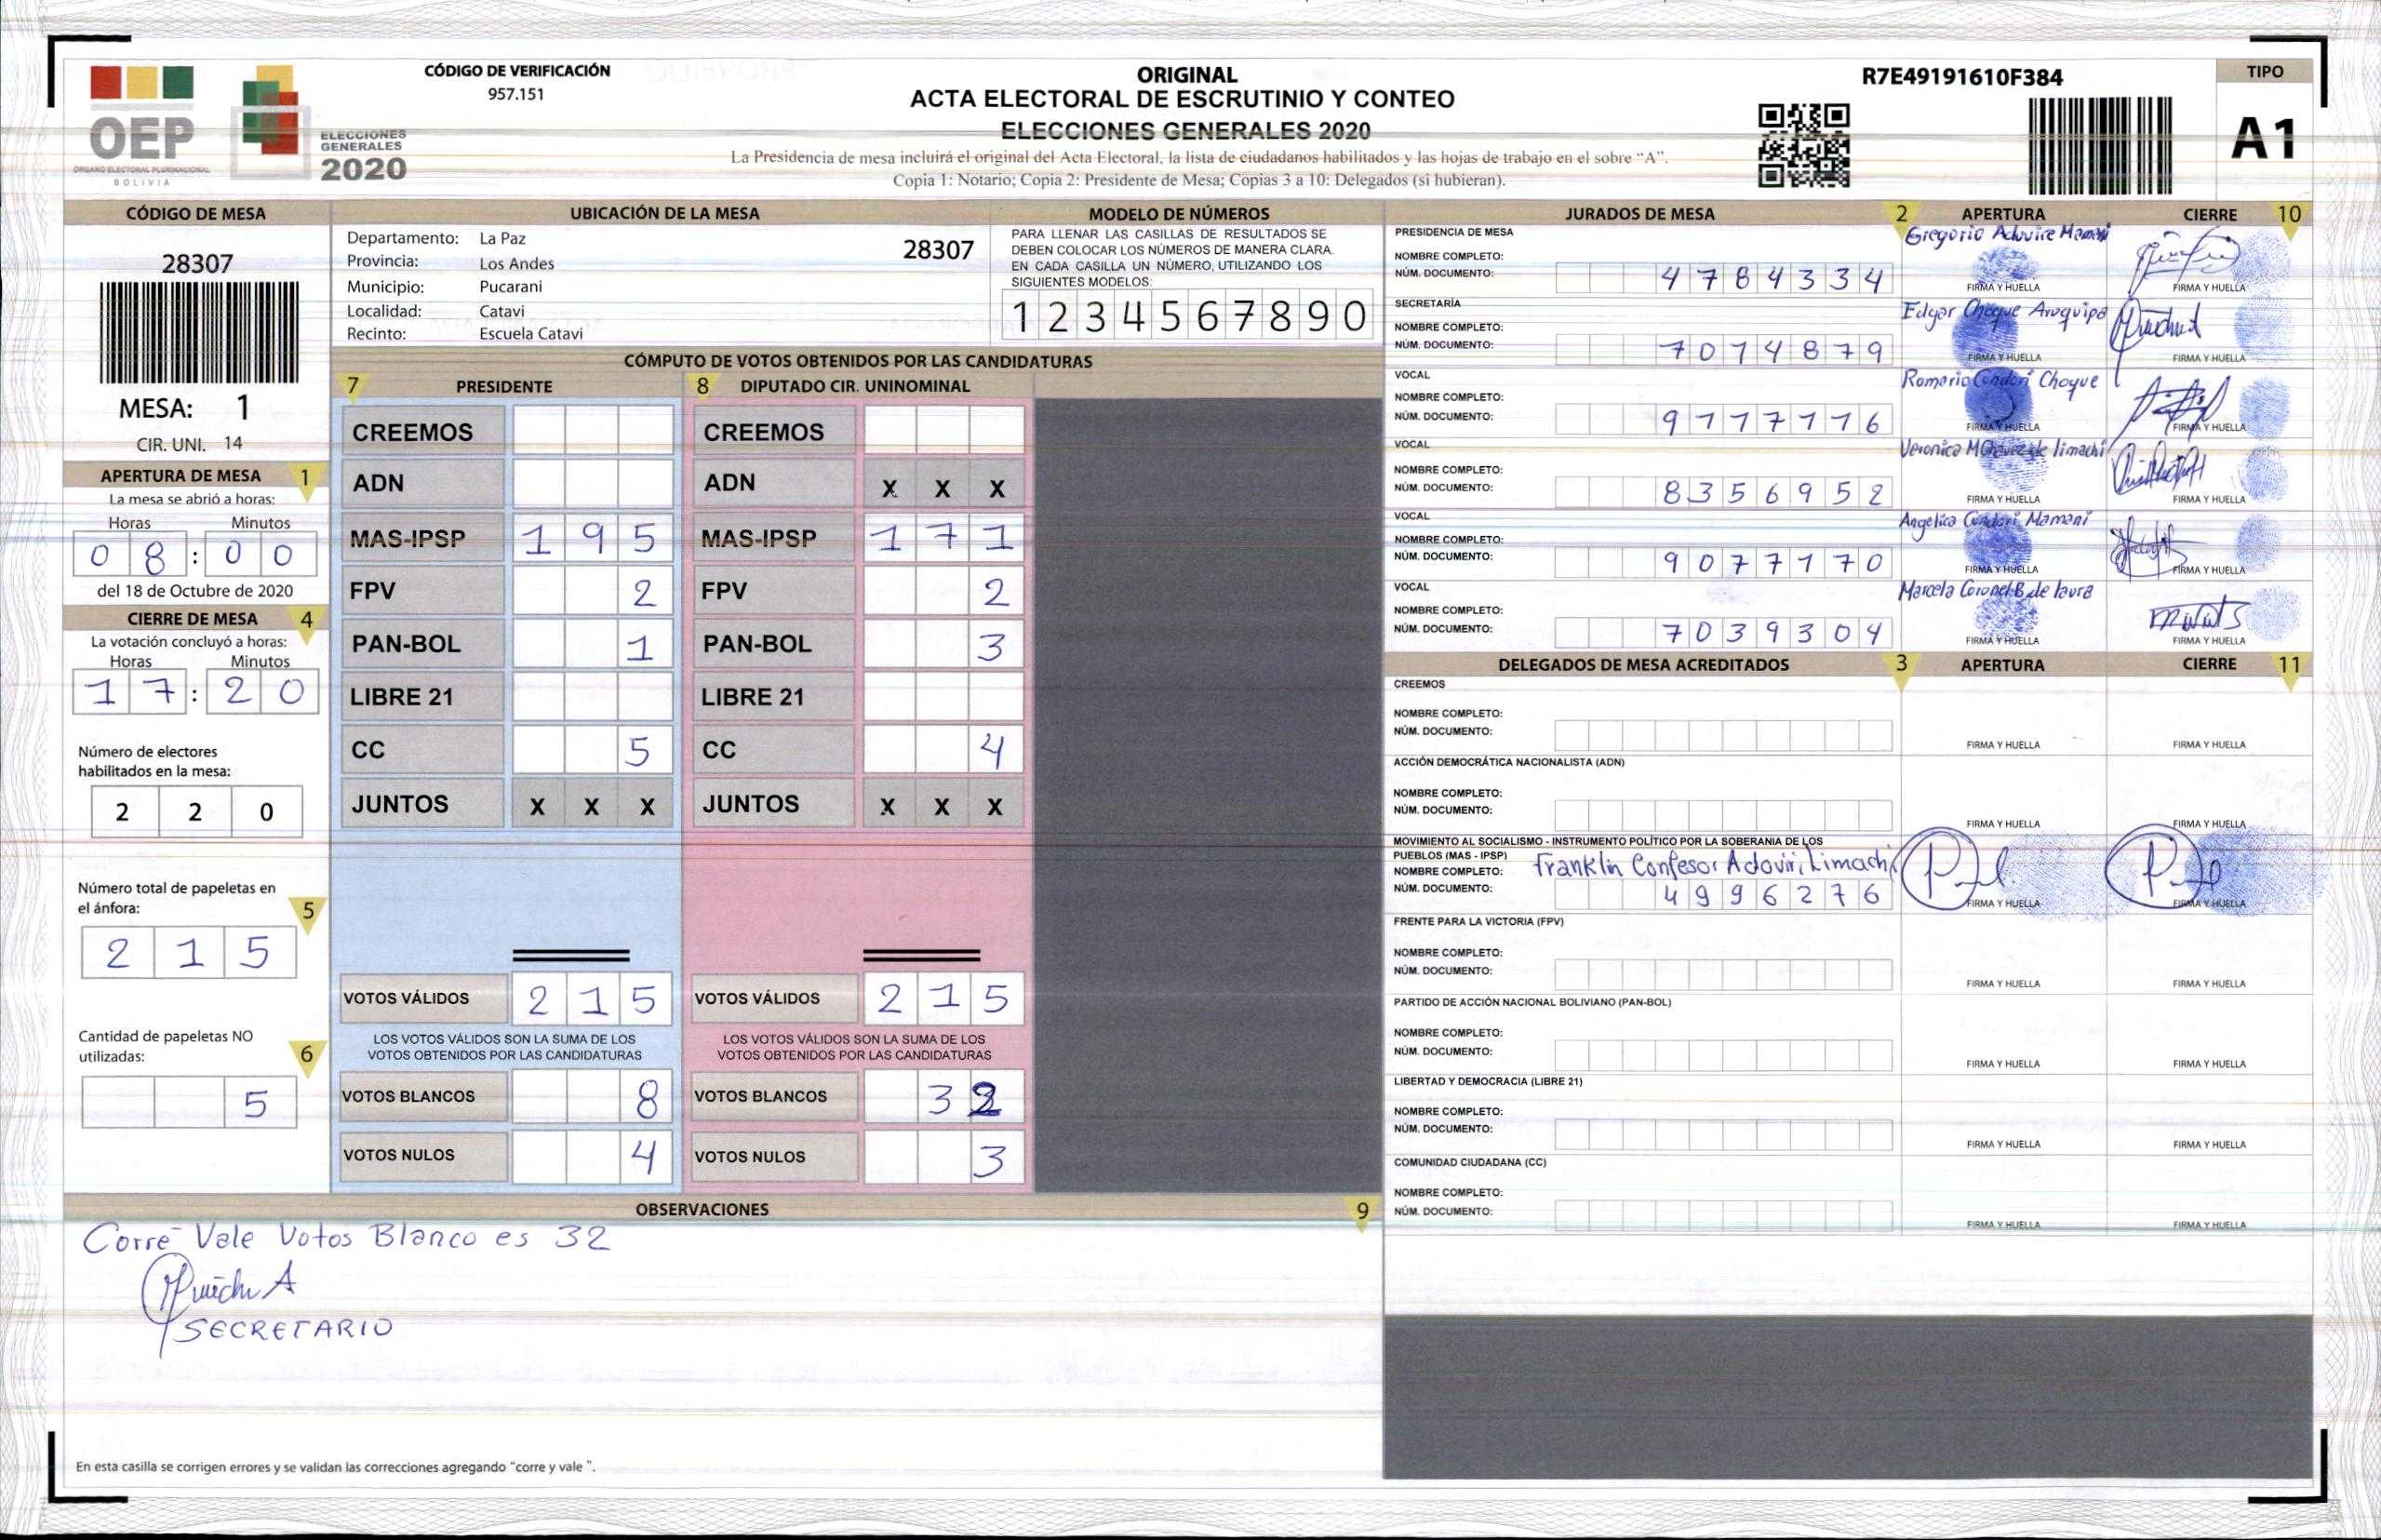 OEP
ÓRGANO ELECTORAL PLURINACIONAL
BOLIVIA
ELECCIONES
GENERALES
2020
CÓDIGO DE VERIFICACIÓN
957.151
ORIGINAL
ACTA ELECTORAL DE ESCRUTINIO Y CONTEO
ELECCIONES GENERALES 2020
La Presidencia de mesa incluirá el original del Acta Electoral, la lista de ciudadanos habilitados y las hojas de trabajo en el sobre "A".
Copia 1: Notario; Copia 2: Presidente de Mesa; Copias 3 a 10: Delegados (si hubieran).
R7E49191610F384
TIPO
A1
CÓDIGO DE MESA
28307
MESA: 1
CIR. UNI. 14
APERTURA DE MESA 1
La mesa se abrió a horas:
Horas Minutos
0 8 : 0 0
del 18 de Octubre de 2020
CIERRE DE MESA 4
La votación concluyó a horas:
Horas Minutos
1 7 : 2 0
Número de electores
habilitados en la mesa:
2 2 0
Número total de papeletas en
el ánfora: 5
2 1 5
Cantidad de papeletas NO
utilizadas: 6
5
UBICACIÓN DE LA MESA
Departamento: La Paz 28307
Provincia: Los Andes
Municipio: Pucarani
Localidad: Catavi
Recinto: Escuela Catavi
MODELO DE NÚMEROS
PARA LLENAR LAS CASILLAS DE RESULTADOS SE
DEBEN COLOCAR LOS NÚMEROS DE MANERA CLARA.
EN CADA CASILLA UN NÚMERO, UTILIZANDO LOS
SIGUIENTES MODELOS:
1 2 3 4 5 6 7 8 9 0
CÓMPUTO DE VOTOS OBTENIDOS POR LAS CANDIDATURAS
7 PRESIDENTE 8 DIPUTADO CIR. UNINOMINAL
CREEMOS CREEMOS
ADN ADN X X X
MAS-IPSP 1 9 5 MAS-IPSP 1 7 1
FPV 2 FPV 2
PAN-BOL 1 PAN-BOL 3
LIBRE 21 LIBRE 21
CC 5 CC 4
JUNTOS X X X JUNTOS X X X
VOTOS VÁLIDOS 2 1 5 VOTOS VÁLIDOS 2 1 5
LOS VOTOS VÁLIDOS SON LA SUMA DE LOS LOS VOTOS VÁLIDOS SON LA SUMA DE LOS
VOTOS OBTENIDOS POR LAS CANDIDATURAS VOTOS OBTENIDOS POR LAS CANDIDATURAS
VOTOS BLANCOS 8 VOTOS BLANCOS 3 2
VOTOS NULOS 4 VOTOS NULOS 3
OBSERVACIONES 9
Corre Vale Votos Blanco es 32
SECRETARIO
En esta casilla se corrigen errores y se validan las correcciones agregando "corre y vale ".
JURADOS DE MESA 2 APERTURA CIERRE 10
PRESIDENCIA DE MESA
Gregorio Mamani
NOMBRE COMPLETO:
NÚM. DOCUMENTO: 4 7 8 4 3 3 4 FIRMA Y HUELLA FIRMA Y HUELLA
SECRETARÍA
Edgar Choque Aruquipa
NOMBRE COMPLETO:
NÚM. DOCUMENTO: 7 0 1 4 8 7 9 FIRMA Y HUELLA FIRMA Y HUELLA
VOCAL
Romario Condori Choque
NOMBRE COMPLETO:
NÚM. DOCUMENTO: 9 1 7 7 7 7 6 FIRMA Y HUELLA FIRMA Y HUELLA
VOCAL
Veronica de limachi
NOMBRE COMPLETO:
NÚM. DOCUMENTO: 8 3 5 6 9 5 2 FIRMA Y HUELLA FIRMA Y HUELLA
VOCAL
Angelica Condori Mamani
NOMBRE COMPLETO:
NÚM. DOCUMENTO: 9 0 7 7 1 7 0 FIRMA Y HUELLA FIRMA Y HUELLA
VOCAL
Marcela Coronel B. de laura
NOMBRE COMPLETO:
NÚM. DOCUMENTO: 7 0 3 9 3 0 4 FIRMA Y HUELLA FIRMA Y HUELLA
DELEGADOS DE MESA ACREDITADOS 3 APERTURA CIERRE 11
CREEMOS
NOMBRE COMPLETO:
NÚM. DOCUMENTO: FIRMA Y HUELLA FIRMA Y HUELLA
ACCIÓN DEMOCRÁTICA NACIONALISTA (ADN)
NOMBRE COMPLETO:
NÚM. DOCUMENTO: FIRMA Y HUELLA FIRMA Y HUELLA
MOVIMIENTO AL SOCIALISMO - INSTRUMENTO POLÍTICO POR LA SOBERANIA DE LOS
PUEBLOS (MAS - IPSP)
NOMBRE COMPLETO: Franklin Confesor Adoviri Limachi
NÚM. DOCUMENTO: 4 9 9 6 2 7 6 FIRMA Y HUELLA FIRMA Y HUELLA
FRENTE PARA LA VICTORIA (FPV)
NOMBRE COMPLETO:
NÚM. DOCUMENTO: FIRMA Y HUELLA FIRMA Y HUELLA
PARTIDO DE ACCIÓN NACIONAL BOLIVIANO (PAN-BOL)
NOMBRE COMPLETO:
NÚM. DOCUMENTO: FIRMA Y HUELLA FIRMA Y HUELLA
LIBERTAD Y DEMOCRACIA (LIBRE 21)
NOMBRE COMPLETO:
NÚM. DOCUMENTO: FIRMA Y HUELLA FIRMA Y HUELLA
COMUNIDAD CIUDADANA (CC)
NOMBRE COMPLETO:
NÚM. DOCUMENTO: FIRMA Y HUELLA FIRMA Y HUELLA